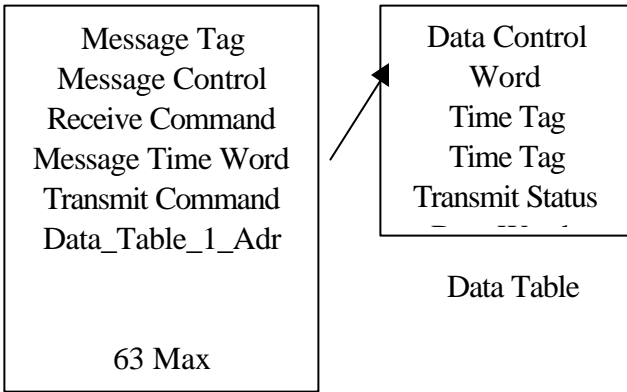 Message Tag
Message Control
Receive Command
Message Time Word
Transmit Command
Data_Table_1_Adr
63 Max
Data Control
Word
Time Tag
Time Tag
Transmit Status
Data Table